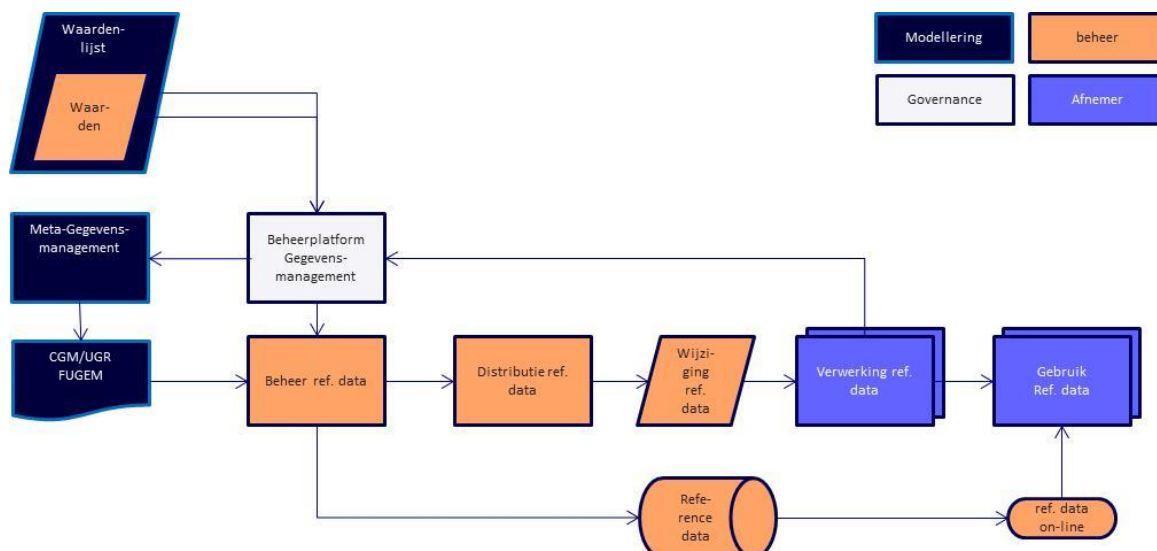 Waarden-
lijst
Waar-
den
Modellering
beheer
Governance
Afnemer
Meta-Gegevens-
management
Beheerplatform
Gegevens-
management
CGM/UGR
FUGEM
Beheer ref. data
Distributie ref.
data
Wijzi-
ging
ref.
data
Verwerking ref.
data
Gebruik
Ref. data
Refe-
rence
data
ref. data
on-line